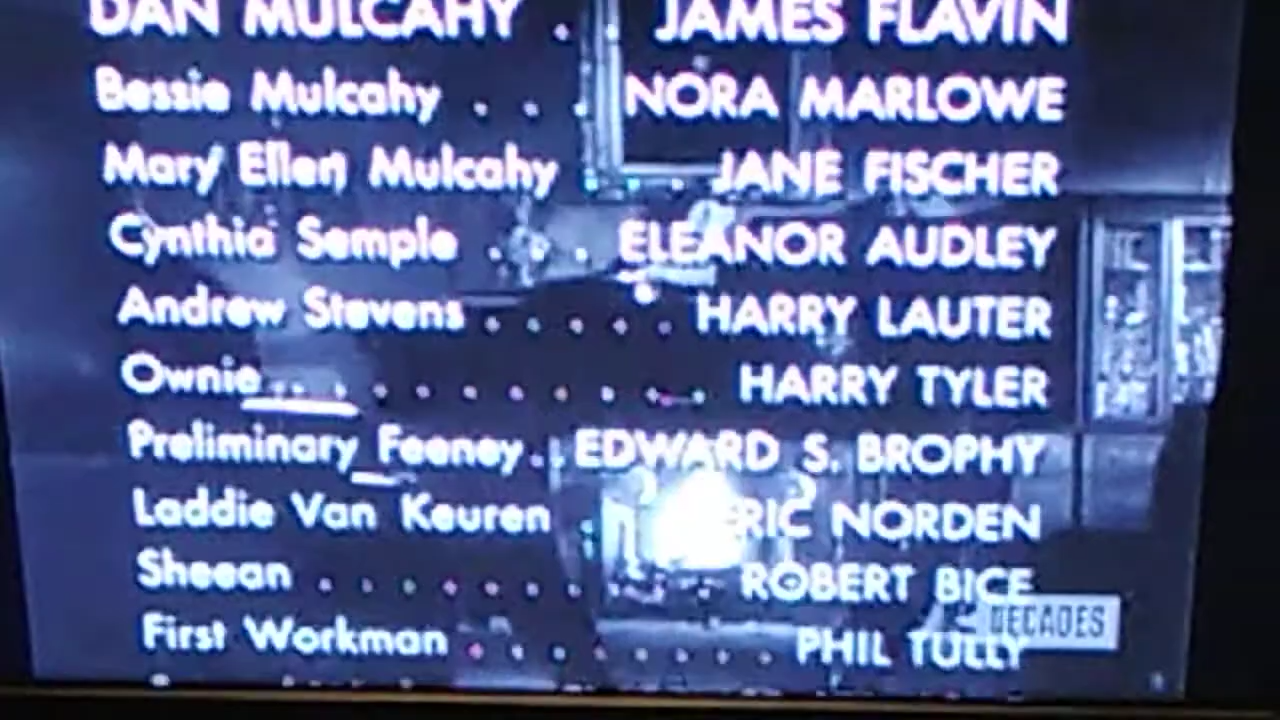 DAN MULCAHY . . JAMES FLAVIN
Bessie Mulcahy . . . NORA MARLOWE
Mary Ellen Mulcahy . . . JANE FISCHER
Cynthia Semple . . . ELEANOR AUDLEY
Andrew Stevens . . . . . HARRY LAUTER
Ownie . . . . . . . . . . . HARRY TYLER
Preliminary Feeney . . EDWARD S. BROPHY
Laddie Van Keuren . ERIC NORDEN
Sheean . . . . . . . . . . ROBERT BICE
First Workman . . . . . . . . PHIL TULLY
DECADES